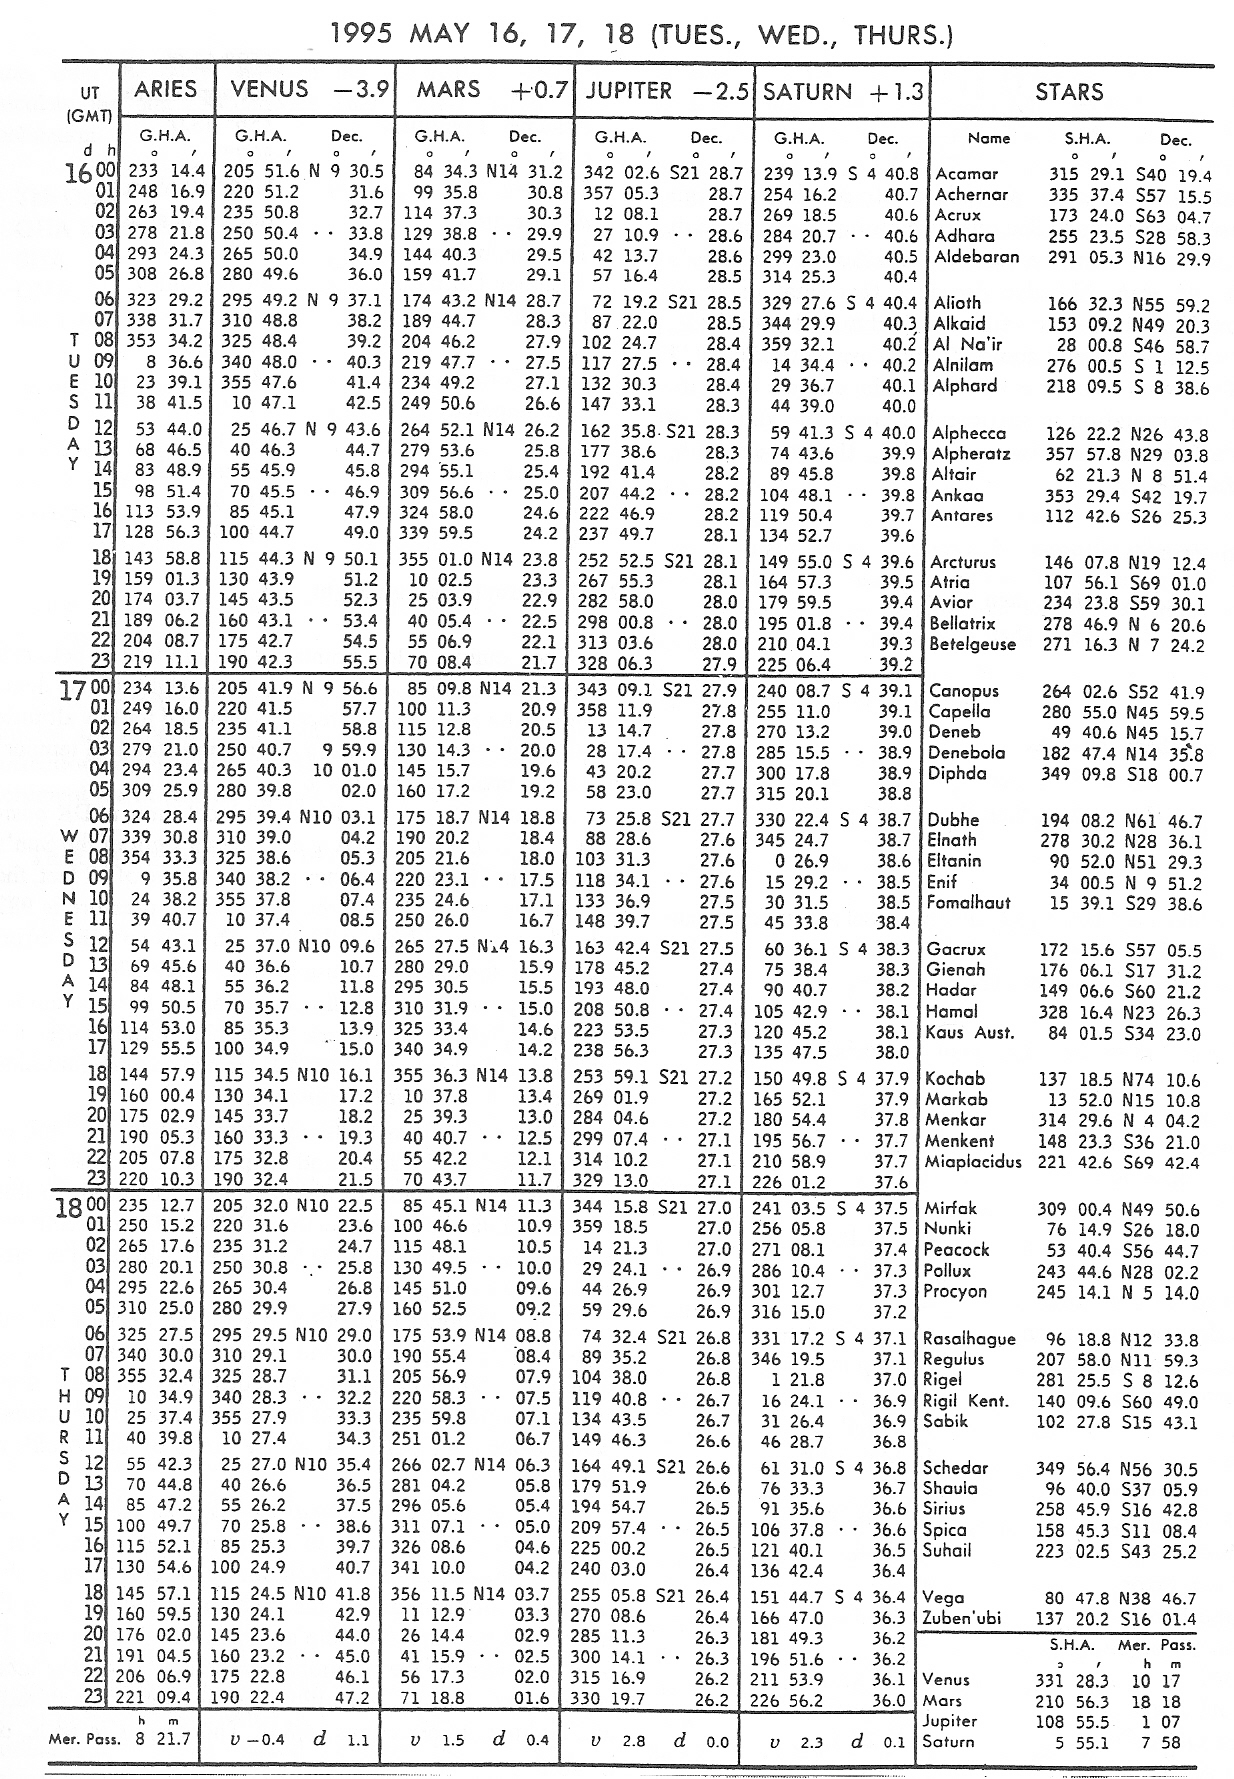 1995 MAY 16, 17, 18 (TUES., WED., THURS.)
UT (GMT) ARIES VENUS −3.9 MARS +0.7 JUPITER −2.5 SATURN +1.3 STARS
G.H.A. G.H.A. Dec. G.H.A. Dec. G.H.A. Dec. G.H.A. Dec. Name S.H.A. Dec.
d h ° ′ ° ′ ° ′ ° ′ ° ′ ° ′ ° ′ ° ′ ° ′ ° ′ ° ′
16 00 233 14.4 205 51.6 N 9 30.5 84 34.3 N14 31.2 342 02.6 S21 28.7 239 13.9 S 4 40.8 Acamar 315 29.1 S40 19.4
01 248 16.9 220 51.2 31.6 99 35.8 30.8 357 05.3 28.7 254 16.2 40.7 Achernar 335 37.4 S57 15.5
02 263 19.4 235 50.8 32.7 114 37.3 30.3 12 08.1 28.7 269 18.5 40.6 Acrux 173 24.0 S63 04.7
03 278 21.8 250 50.4 ·· 33.8 129 38.8 ·· 29.9 27 10.9 ·· 28.6 284 20.7 ·· 40.6 Adhara 255 23.5 S28 58.3
04 293 24.3 265 50.0 34.9 144 40.3 29.5 42 13.7 28.6 299 23.0 40.5 Aldebaran 291 05.3 N16 29.9
05 308 26.8 280 49.6 36.0 159 41.7 29.1 57 16.4 28.5 314 25.3 40.4
06 323 29.2 295 49.2 N 9 37.1 174 43.2 N14 28.7 72 19.2 S21 28.5 329 27.6 S 4 40.4 Alioth 166 32.3 N55 59.2
07 338 31.7 310 48.8 38.2 189 44.7 28.3 87 22.0 28.5 344 29.9 40.3 Alkaid 153 09.2 N49 20.3
T 08 353 34.2 325 48.4 39.2 204 46.2 27.9 102 24.7 28.4 359 32.1 40.2 Al Na'ir 28 00.8 S46 58.7
U 09 8 36.6 340 48.0 ·· 40.3 219 47.7 ·· 27.5 117 27.5 ·· 28.4 14 34.4 ·· 40.2 Alnilam 276 00.5 S 1 12.5
E 10 23 39.1 355 47.6 41.4 234 49.2 27.1 132 30.3 28.4 29 36.7 40.1 Alphard 218 09.5 S 8 38.6
S 11 38 41.5 10 47.1 42.5 249 50.6 26.6 147 33.1 28.3 44 39.0 40.0
D 12 53 44.0 25 46.7 N 9 43.6 264 52.1 N14 26.2 162 35.8 S21 28.3 59 41.3 S 4 40.0 Alphecca 126 22.2 N26 43.8
A 13 68 46.5 40 46.3 44.7 279 53.6 25.8 177 38.6 28.3 74 43.6 39.9 Alpheratz 357 57.8 N29 03.8
Y 14 83 48.9 55 45.9 45.8 294 55.1 25.4 192 41.4 28.2 89 45.8 39.8 Altair 62 21.3 N 8 51.4
15 98 51.4 70 45.5 ·· 46.9 309 56.6 ·· 25.0 207 44.2 ·· 28.2 104 48.1 ·· 39.8 Ankaa 353 29.4 S42 19.7
16 113 53.9 85 45.1 47.9 324 58.0 24.6 222 46.9 28.2 119 50.4 39.7 Antares 112 42.6 S26 25.3
17 128 56.3 100 44.7 49.0 339 59.5 24.2 237 49.7 28.1 134 52.7 39.6
18 143 58.8 115 44.3 N 9 50.1 355 01.0 N14 23.8 252 52.5 S21 28.1 149 55.0 S 4 39.6 Arcturus 146 07.8 N19 12.4
19 159 01.3 130 43.9 51.2 10 02.5 23.3 267 55.3 28.1 164 57.3 39.5 Atria 107 56.1 S69 01.0
20 174 03.7 145 43.5 52.3 25 03.9 22.9 282 58.0 28.0 179 59.5 39.4 Avior 234 23.8 S59 30.1
21 189 06.2 160 43.1 ·· 53.4 40 05.4 ·· 22.5 298 00.8 ·· 28.0 195 01.8 ·· 39.4 Bellatrix 278 46.9 N 6 20.6
22 204 08.7 175 42.7 54.5 55 06.9 22.1 313 03.6 28.0 210 04.1 39.3 Betelgeuse 271 16.3 N 7 24.2
23 219 11.1 190 42.3 55.5 70 08.4 21.7 328 06.3 27.9 225 06.4 39.2
17 00 234 13.6 205 41.9 N 9 56.6 85 09.8 N14 21.3 343 09.1 S21 27.9 240 08.7 S 4 39.1 Canopus 264 02.6 S52 41.9
01 249 16.0 220 41.5 57.7 100 11.3 20.9 358 11.9 27.8 255 11.0 39.1 Capella 280 55.0 N45 59.5
02 264 18.5 235 41.1 58.8 115 12.8 20.5 13 14.7 27.8 270 13.2 39.0 Deneb 49 40.6 N45 15.7
03 279 21.0 250 40.7 9 59.9 130 14.3 ·· 20.0 28 17.4 ·· 27.8 285 15.5 ·· 38.9 Denebola 182 47.4 N14 35.8
04 294 23.4 265 40.3 10 01.0 145 15.7 19.6 43 20.2 27.7 300 17.8 38.9 Diphda 349 09.8 S18 00.7
05 309 25.9 280 39.8 02.0 160 17.2 19.2 58 23.0 27.7 315 20.1 38.8
06 324 28.4 295 39.4 N10 03.1 175 18.7 N14 18.8 73 25.8 S21 27.7 330 22.4 S 4 38.7 Dubhe 194 08.2 N61 46.7
W 07 339 30.8 310 39.0 04.2 190 20.2 18.4 88 28.6 27.6 345 24.7 38.7 Elnath 278 30.2 N28 36.1
E 08 354 33.3 325 38.6 05.3 205 21.6 18.0 103 31.3 27.6 0 26.9 38.6 Eltanin 90 52.0 N51 29.3
D 09 9 35.8 340 38.2 ·· 06.4 220 23.1 ·· 17.5 118 34.1 ·· 27.6 15 29.2 ·· 38.5 Enif 34 00.5 N 9 51.2
N 10 24 38.2 355 37.8 07.4 235 24.6 17.1 133 36.9 27.5 30 31.5 38.5 Fomalhaut 15 39.1 S29 38.6
E 11 39 40.7 10 37.4 08.5 250 26.0 16.7 148 39.7 27.5 45 33.8 38.4
S 12 54 43.1 25 37.0 N10 09.6 265 27.5 N14 16.3 163 42.4 S21 27.5 60 36.1 S 4 38.3 Gacrux 172 15.6 S57 05.5
D 13 69 45.6 40 36.6 10.7 280 29.0 15.9 178 45.2 27.4 75 38.4 38.3 Gienah 176 06.1 S17 31.2
A 14 84 48.1 55 36.2 11.8 295 30.5 15.5 193 48.0 27.4 90 40.7 38.2 Hadar 149 06.6 S60 21.2
Y 15 99 50.5 70 35.7 ·· 12.8 310 31.9 ·· 15.0 208 50.8 ·· 27.4 105 42.9 ·· 38.1 Hamal 328 16.4 N23 26.3
16 114 53.0 85 35.3 13.9 325 33.4 14.6 223 53.5 27.3 120 45.2 38.1 Kaus Aust. 84 01.5 S34 23.0
17 129 55.5 100 34.9 15.0 340 34.9 14.2 238 56.3 27.3 135 47.5 38.0
18 144 57.9 115 34.5 N10 16.1 355 36.3 N14 13.8 253 59.1 S21 27.2 150 49.8 S 4 37.9 Kochab 137 18.5 N74 10.6
19 160 00.4 130 34.1 17.2 10 37.8 13.4 269 01.9 27.2 165 52.1 37.9 Markab 13 52.0 N15 10.8
20 175 02.9 145 33.7 18.2 25 39.3 13.0 284 04.6 27.2 180 54.4 37.8 Menkar 314 29.6 N 4 04.2
21 190 05.3 160 33.3 ·· 19.3 40 40.7 ·· 12.5 299 07.4 ·· 27.1 195 56.7 ·· 37.7 Menkent 148 23.3 S36 21.0
22 205 07.8 175 32.8 20.4 55 42.2 12.1 314 10.2 27.1 210 58.9 37.7 Miaplacidus 221 42.6 S69 42.4
23 220 10.3 190 32.4 21.5 70 43.7 11.7 329 13.0 27.1 226 01.2 37.6
18 00 235 12.7 205 32.0 N10 22.5 85 45.1 N14 11.3 344 15.8 S21 27.0 241 03.5 S 4 37.5 Mirfak 309 00.4 N49 50.6
01 250 15.2 220 31.6 23.6 100 46.6 10.9 359 18.5 27.0 256 05.8 37.5 Nunki 76 14.9 S26 18.0
02 265 17.6 235 31.2 24.7 115 48.1 10.5 14 21.3 27.0 271 08.1 37.4 Peacock 53 40.4 S56 44.7
03 280 20.1 250 30.8 ·· 25.8 130 49.5 ·· 10.0 29 24.1 ·· 26.9 286 10.4 ·· 37.3 Pollux 243 44.6 N28 02.2
04 295 22.6 265 30.4 26.8 145 51.0 09.6 44 26.9 26.9 301 12.7 37.3 Procyon 245 14.1 N 5 14.0
05 310 25.0 280 29.9 27.9 160 52.5 09.2 59 29.6 26.9 316 15.0 37.2
06 325 27.5 295 29.5 N10 29.0 175 53.9 N14 08.8 74 32.4 S21 26.8 331 17.2 S 4 37.1 Rasalhague 96 18.8 N12 33.8
07 340 30.0 310 29.1 30.0 190 55.4 08.4 89 35.2 26.8 346 19.5 37.1 Regulus 207 58.0 N11 59.3
T 08 355 32.4 325 28.7 31.1 205 56.9 07.9 104 38.0 26.8 1 21.8 37.0 Rigel 281 25.5 S 8 12.6
H 09 10 34.9 340 28.3 ·· 32.2 220 58.3 ·· 07.5 119 40.8 ·· 26.7 16 24.1 ·· 36.9 Rigil Kent. 140 09.6 S60 49.0
U 10 25 37.4 355 27.9 33.3 235 59.8 07.1 134 43.5 26.7 31 26.4 36.9 Sabik 102 27.8 S15 43.1
R 11 40 39.8 10 27.4 34.3 251 01.2 06.7 149 46.3 26.6 46 28.7 36.8
S 12 55 42.3 25 27.0 N10 35.4 266 02.7 N14 06.3 164 49.1 S21 26.6 61 31.0 S 4 36.8 Schedar 349 56.4 N56 30.5
D 13 70 44.8 40 26.6 36.5 281 04.2 05.8 179 51.9 26.6 76 33.3 36.7 Shaula 96 40.0 S37 05.9
A 14 85 47.2 55 26.2 37.5 296 05.6 05.4 194 54.7 26.5 91 35.6 36.6 Sirius 258 45.9 S16 42.8
Y 15 100 49.7 70 25.8 ·· 38.6 311 07.1 ·· 05.0 209 57.4 ·· 26.5 106 37.8 ·· 36.6 Spica 158 45.3 S11 08.4
16 115 52.1 85 25.3 39.7 326 08.6 04.6 225 00.2 26.5 121 40.1 36.5 Suhail 223 02.5 S43 25.2
17 130 54.6 100 24.9 40.7 341 10.0 04.2 240 03.0 26.4 136 42.4 36.4
18 145 57.1 115 24.5 N10 41.8 356 11.5 N14 03.7 255 05.8 S21 26.4 151 44.7 S 4 36.4 Vega 80 47.8 N38 46.7
19 160 59.5 130 24.1 42.9 11 12.9 03.3 270 08.6 26.4 166 47.0 36.3 Zuben'ubi 137 20.2 S16 01.4
20 176 02.0 145 23.6 44.0 26 14.4 02.9 285 11.3 26.3 181 49.3 36.2 S.H.A. Mer. Pass.
21 191 04.5 160 23.2 ·· 45.0 41 15.9 ·· 02.5 300 14.1 ·· 26.3 196 51.6 ·· 36.2 ° ′ h m
22 206 06.9 175 22.8 46.1 56 17.3 02.0 315 16.9 26.2 211 53.9 36.1 Venus 331 28.3 10 17
23 221 09.4 190 22.4 47.2 71 18.8 01.6 330 19.7 26.2 226 56.2 36.0 Mars 210 56.3 18 18
h m Jupiter 108 55.5 1 07
Mer. Pass. 8 21.7 v −0.4 d 1.1 v 1.5 d 0.4 v 2.8 d 0.0 v 2.3 d 0.1 Saturn 5 55.1 7 58